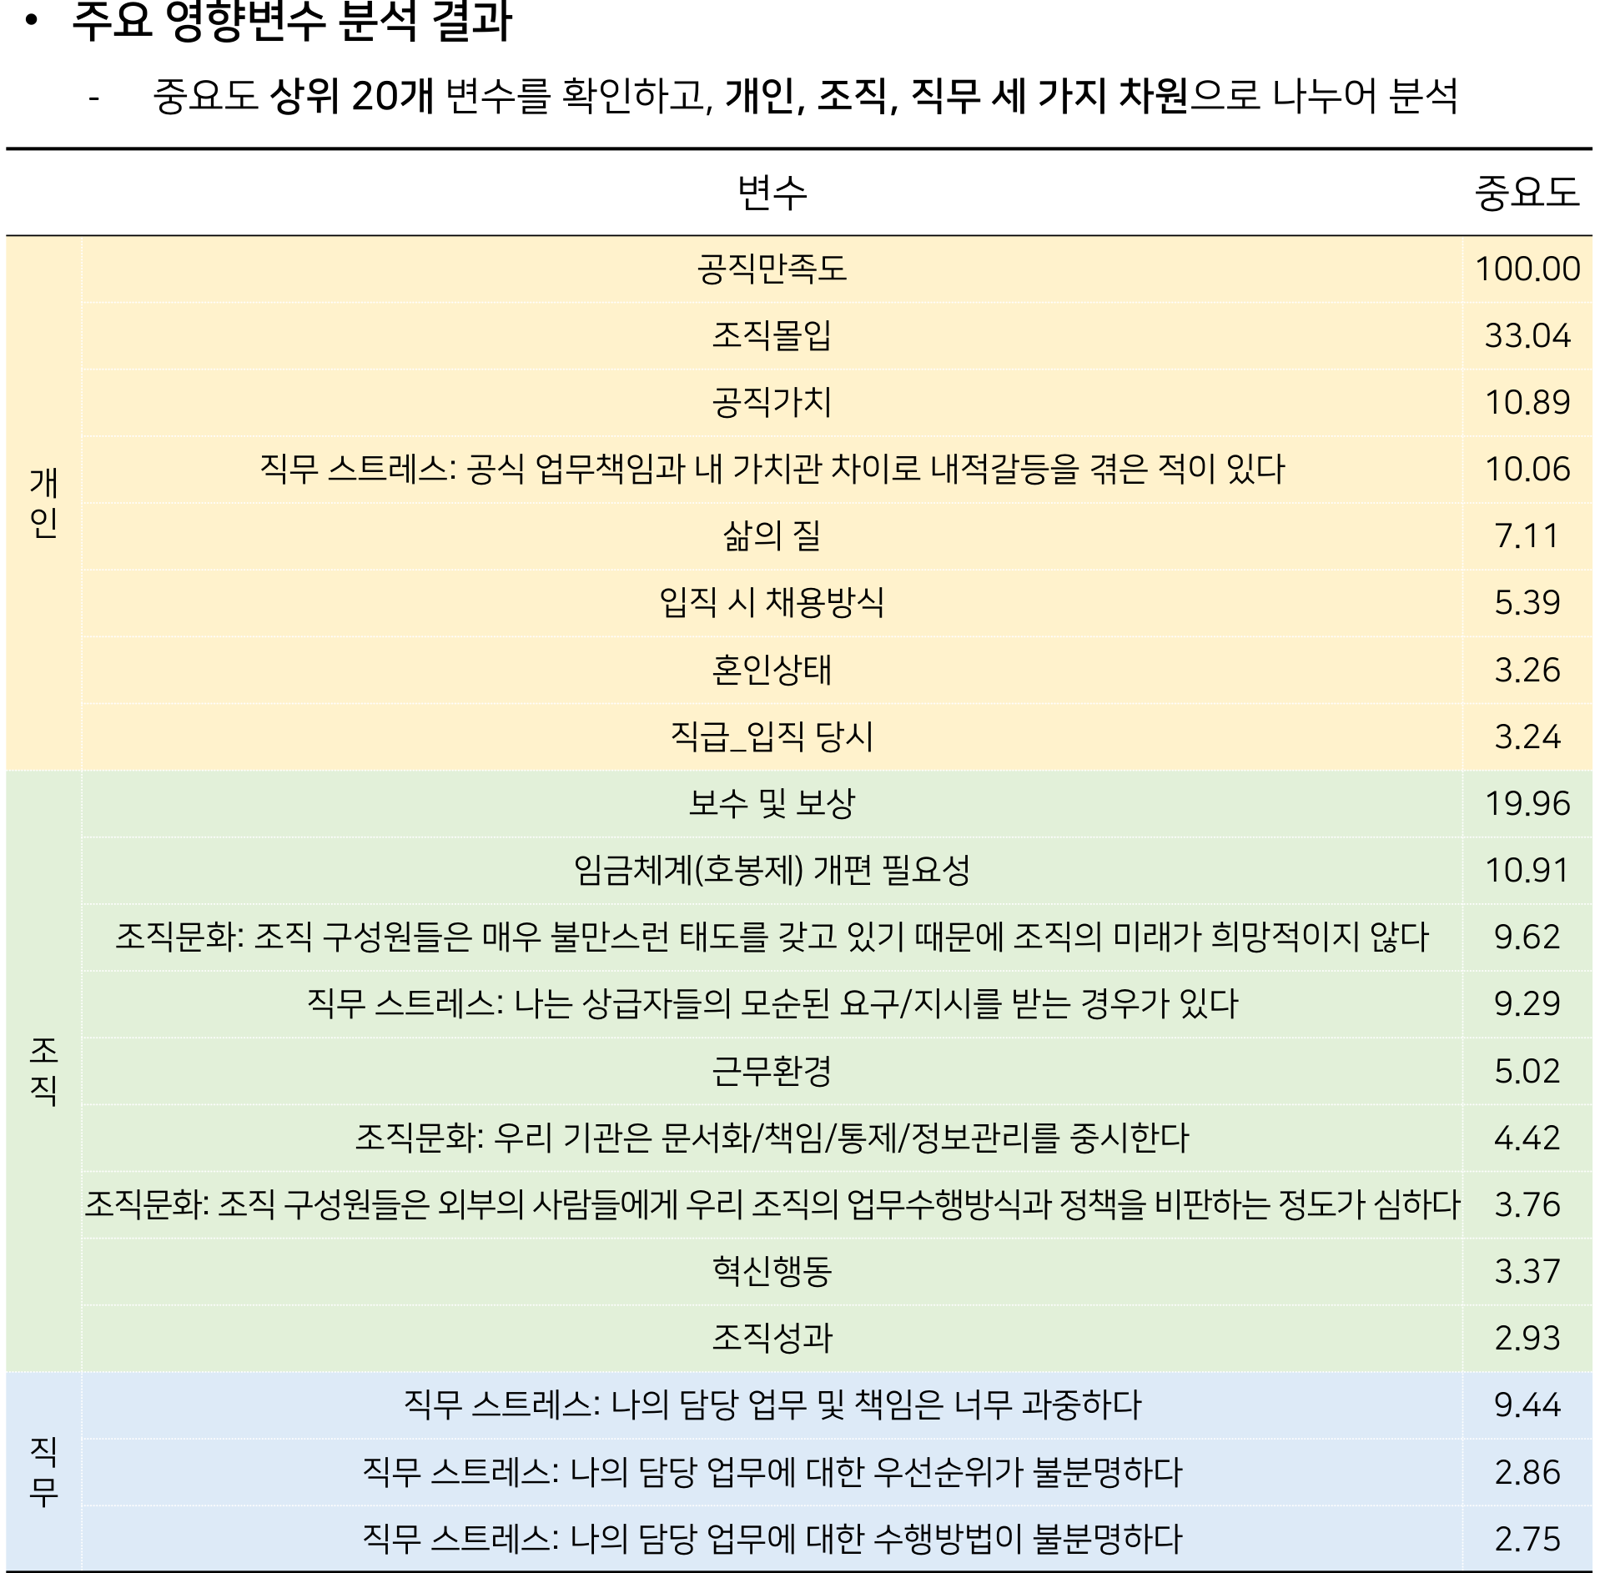 • 주요 영향변수 분석 결과
- 중요도 상위 20개 변수를 확인하고, 개인, 조직, 직무 세 가지 차원으로 나누어 분석
변수 중요도
개인
공직만족도 100.00
조직몰입 33.04
공직가치 10.89
직무 스트레스: 공식 업무책임과 내 가치관 차이로 내적갈등을 겪은 적이 있다 10.06
삶의 질 7.11
입직 시 채용방식 5.39
혼인상태 3.26
직급_입직 당시 3.24
조직
보수 및 보상 19.96
임금체계(호봉제) 개편 필요성 10.91
조직문화: 조직 구성원들은 매우 불만스런 태도를 갖고 있기 때문에 조직의 미래가 희망적이지 않다 9.62
직무 스트레스: 나는 상급자들의 모순된 요구/지시를 받는 경우가 있다 9.29
근무환경 5.02
조직문화: 우리 기관은 문서화/책임/통제/정보관리를 중시한다 4.42
조직문화: 조직 구성원들은 외부의 사람들에게 우리 조직의 업무수행방식과 정책을 비판하는 정도가 심하다 3.76
혁신행동 3.37
조직성과 2.93
직무
직무 스트레스: 나의 담당 업무 및 책임은 너무 과중하다 9.44
직무 스트레스: 나의 담당 업무에 대한 우선순위가 불분명하다 2.86
직무 스트레스: 나의 담당 업무에 대한 수행방법이 불분명하다 2.75